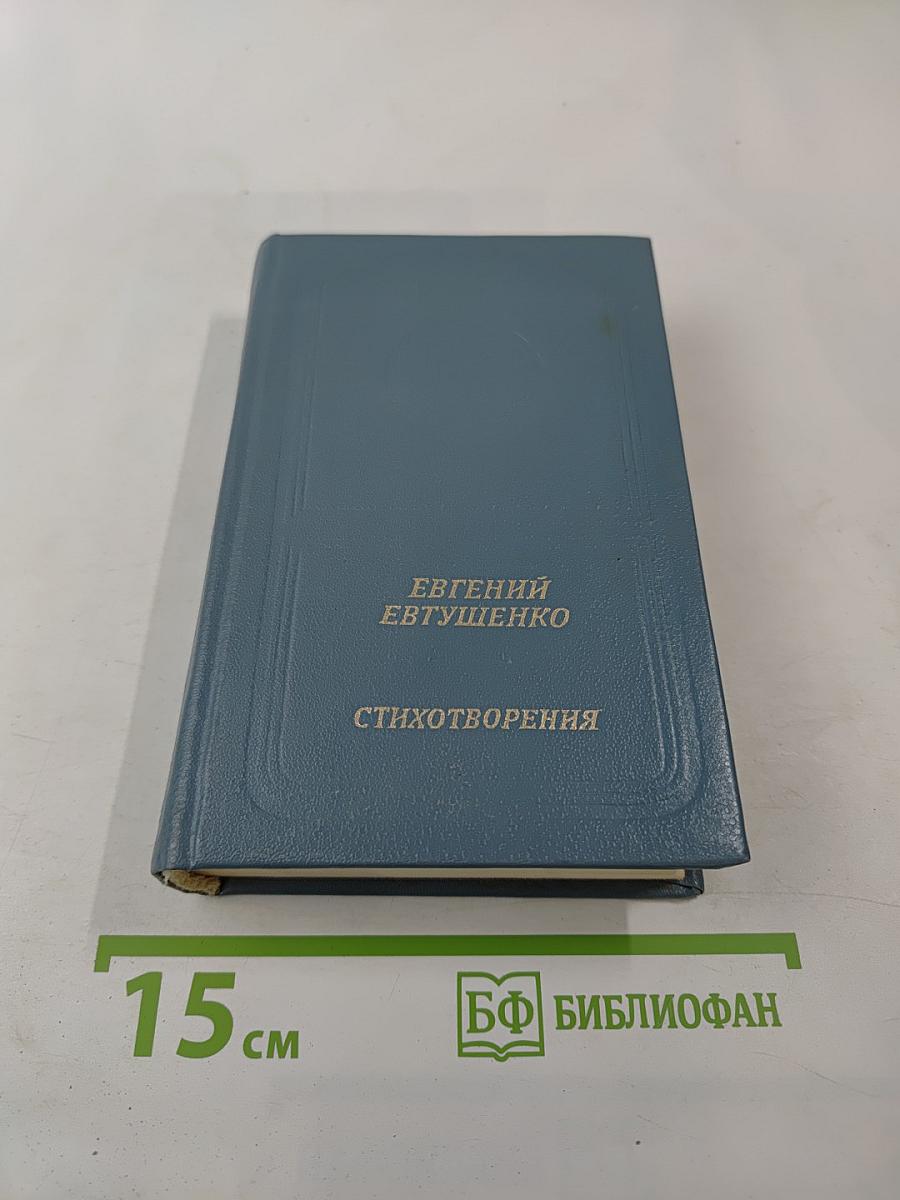 ЕВГЕНИЙ
ЕВТУШЕНКО
СТИХОТВОРЕНИЯ
15 см
БФ БИБЛИОФАН